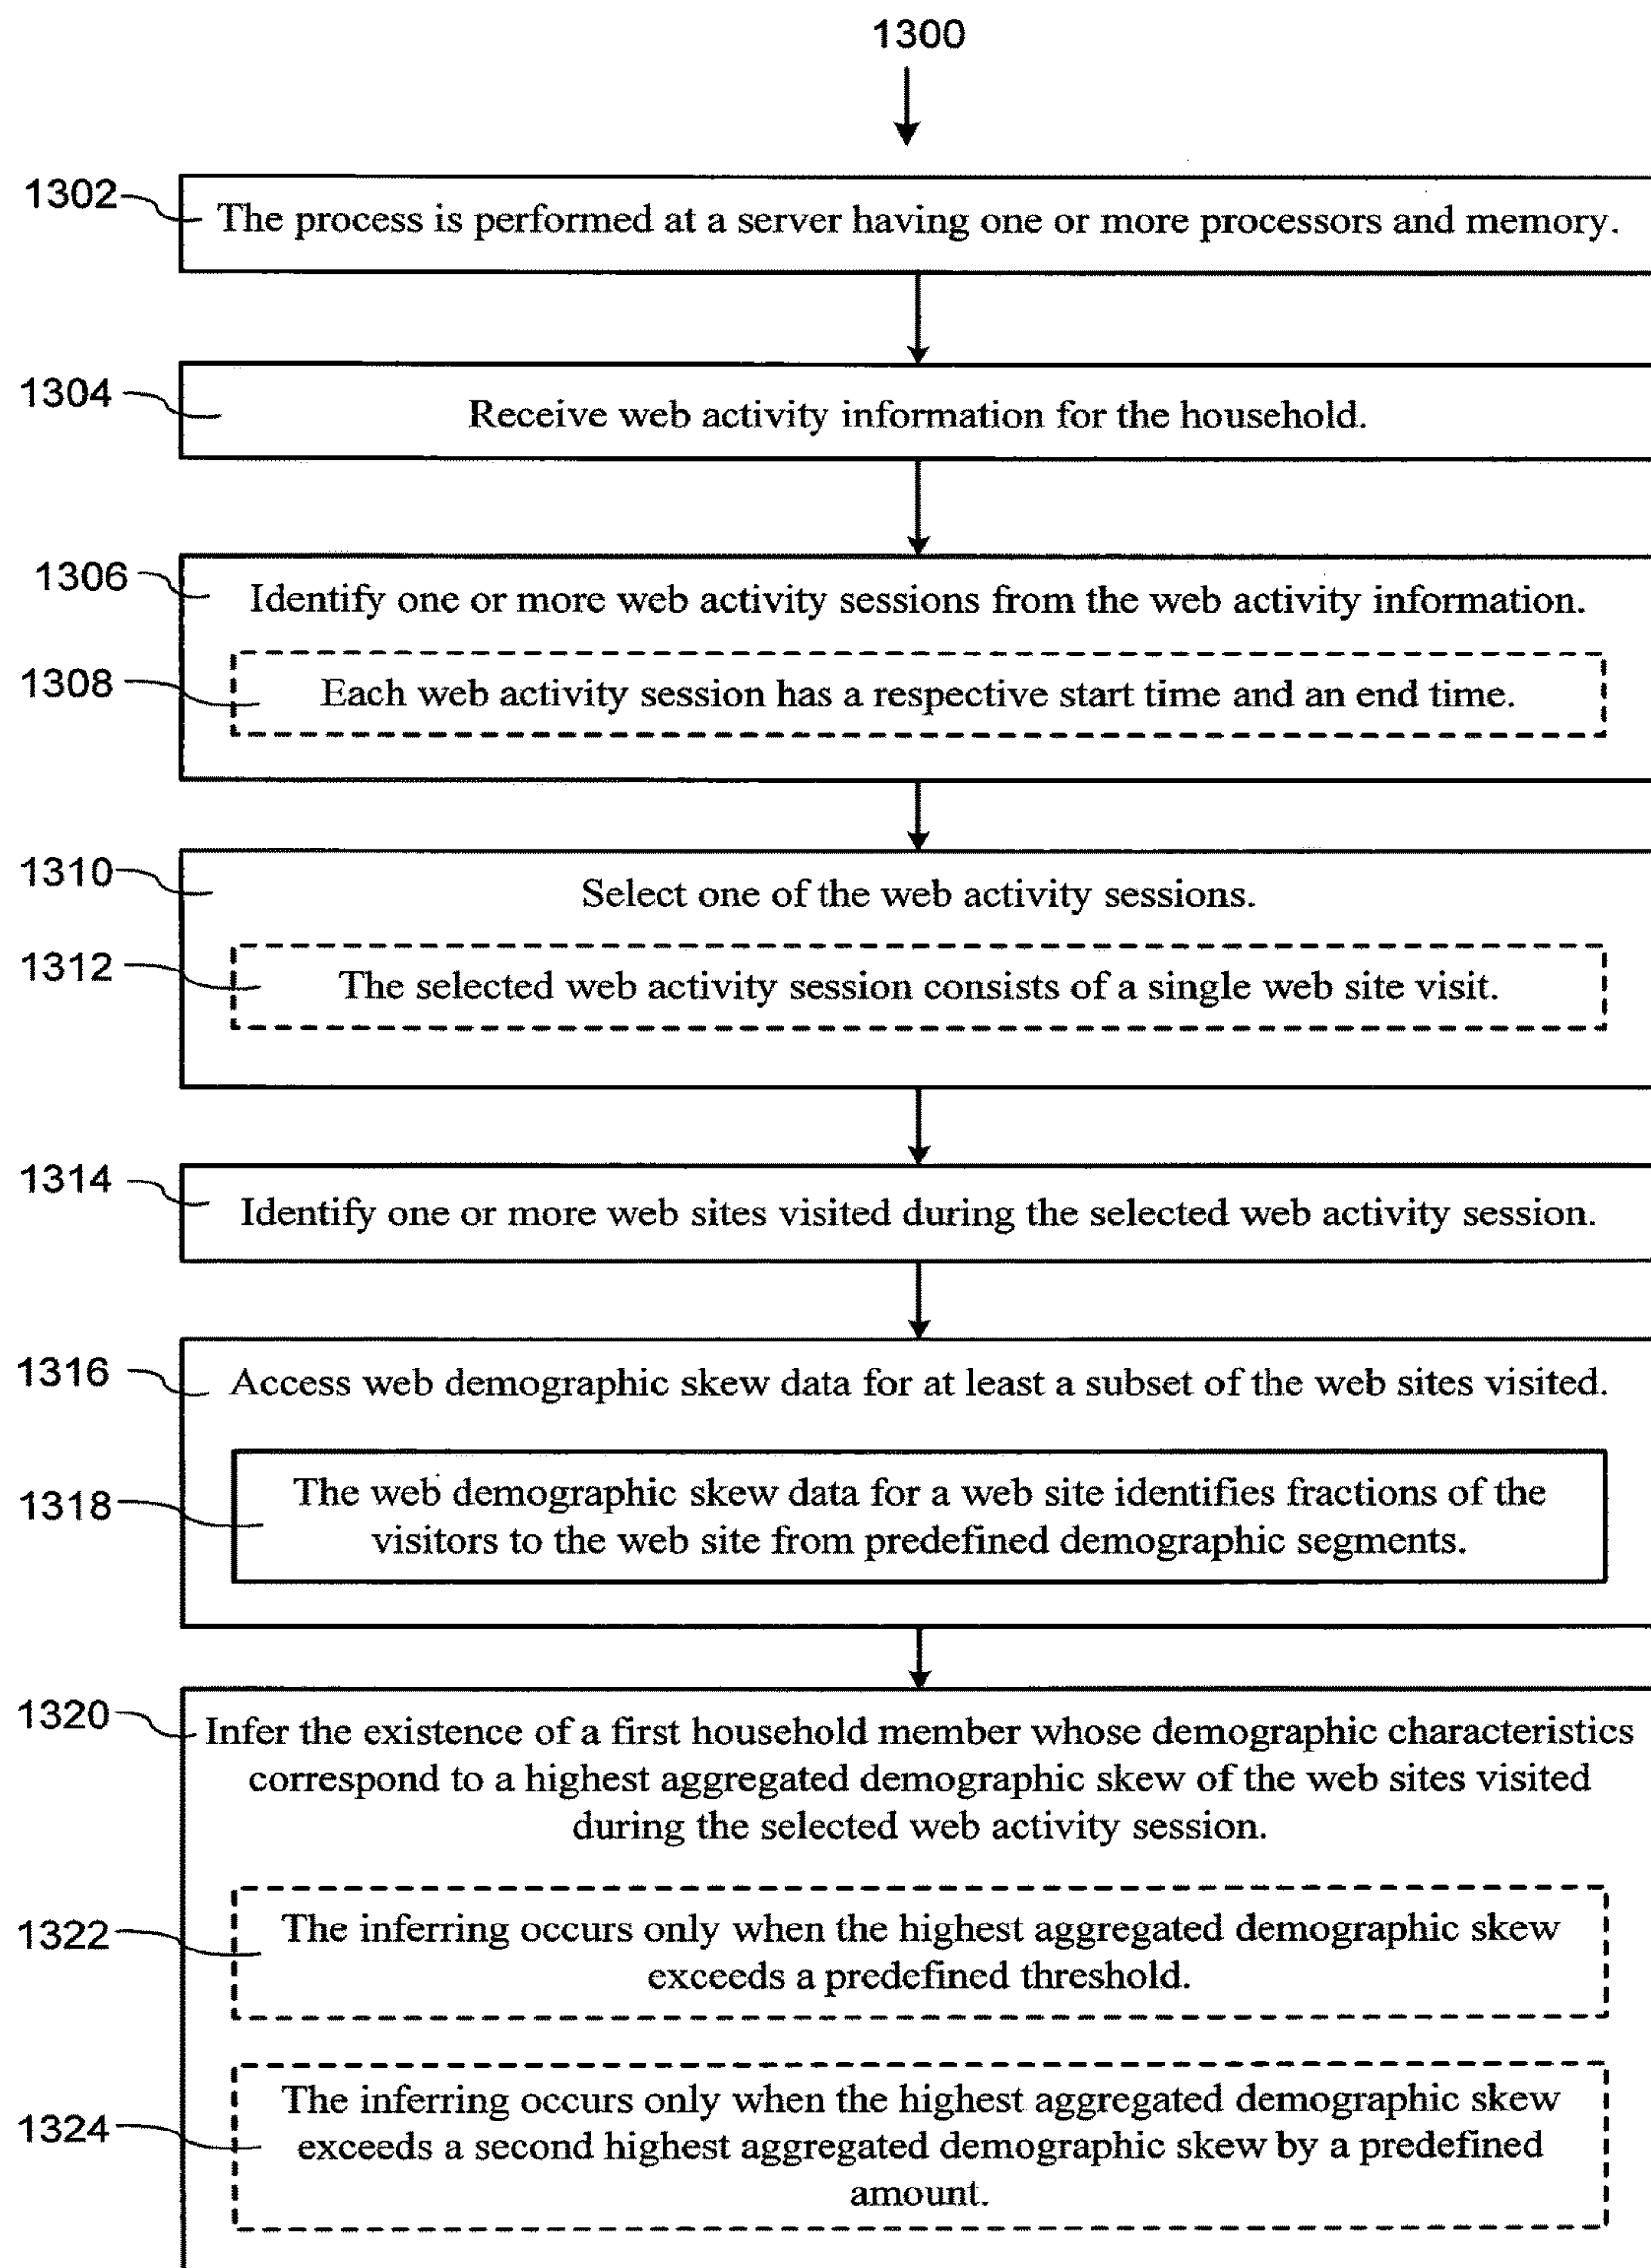 1300
1302
The process is performed at a server having one or more processors and memory.
1304
Receive web activity information for the household.
1306
Identify one or more web activity sessions from the web activity information.
1308
Each web activity session has a respective start time and an end time.
1310
Select one of the web activity sessions.
1312
The selected web activity session consists of a single web site visit.
1314
Identify one or more web sites visited during the selected web activity session.
1316
Access web demographic skew data for at least a subset of the web sites visited.
1318
The web demographic skew data for a web site identifies fractions of the
visitors to the web site from predefined demographic segments.
1320
Infer the existence of a first household member whose demographic characteristics
correspond to a highest aggregated demographic skew of the web sites visited
during the selected web activity session.
1322
The inferring occurs only when the highest aggregated demographic skew
exceeds a predefined threshold.
1324
The inferring occurs only when the highest aggregated demographic skew
exceeds a second highest aggregated demographic skew by a predefined
amount.